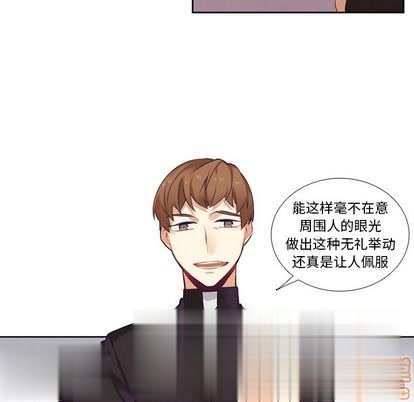 能这样毫不在意
周围人的眼光
做出这种无礼举动
还真是让人佩服